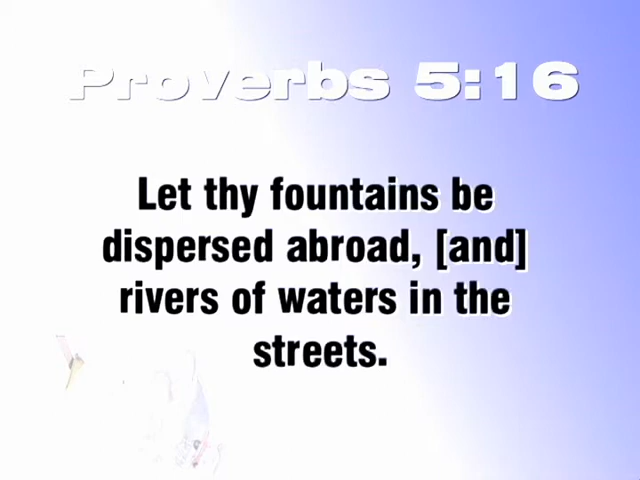 Proverbs 5:16
Let thy fountains be
dispersed abroad, [and]
rivers of waters in the
streets.